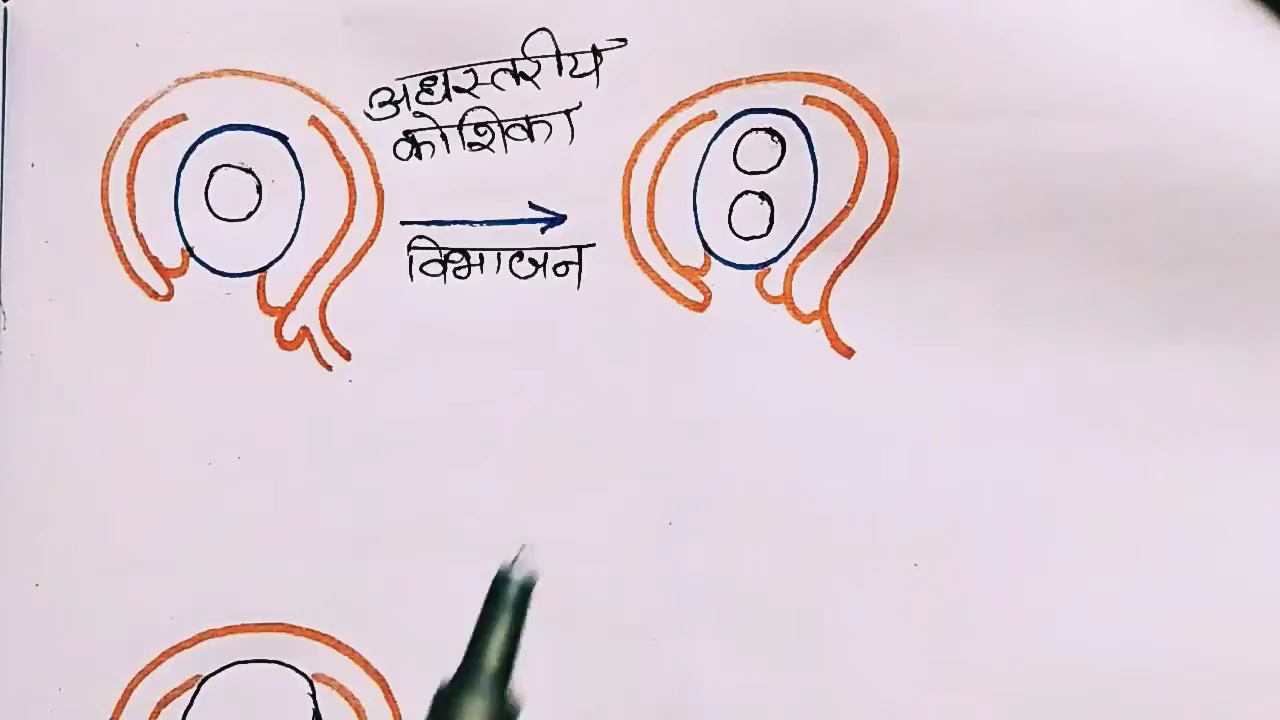 अधस्तरीय
कोशिका
विभाजन